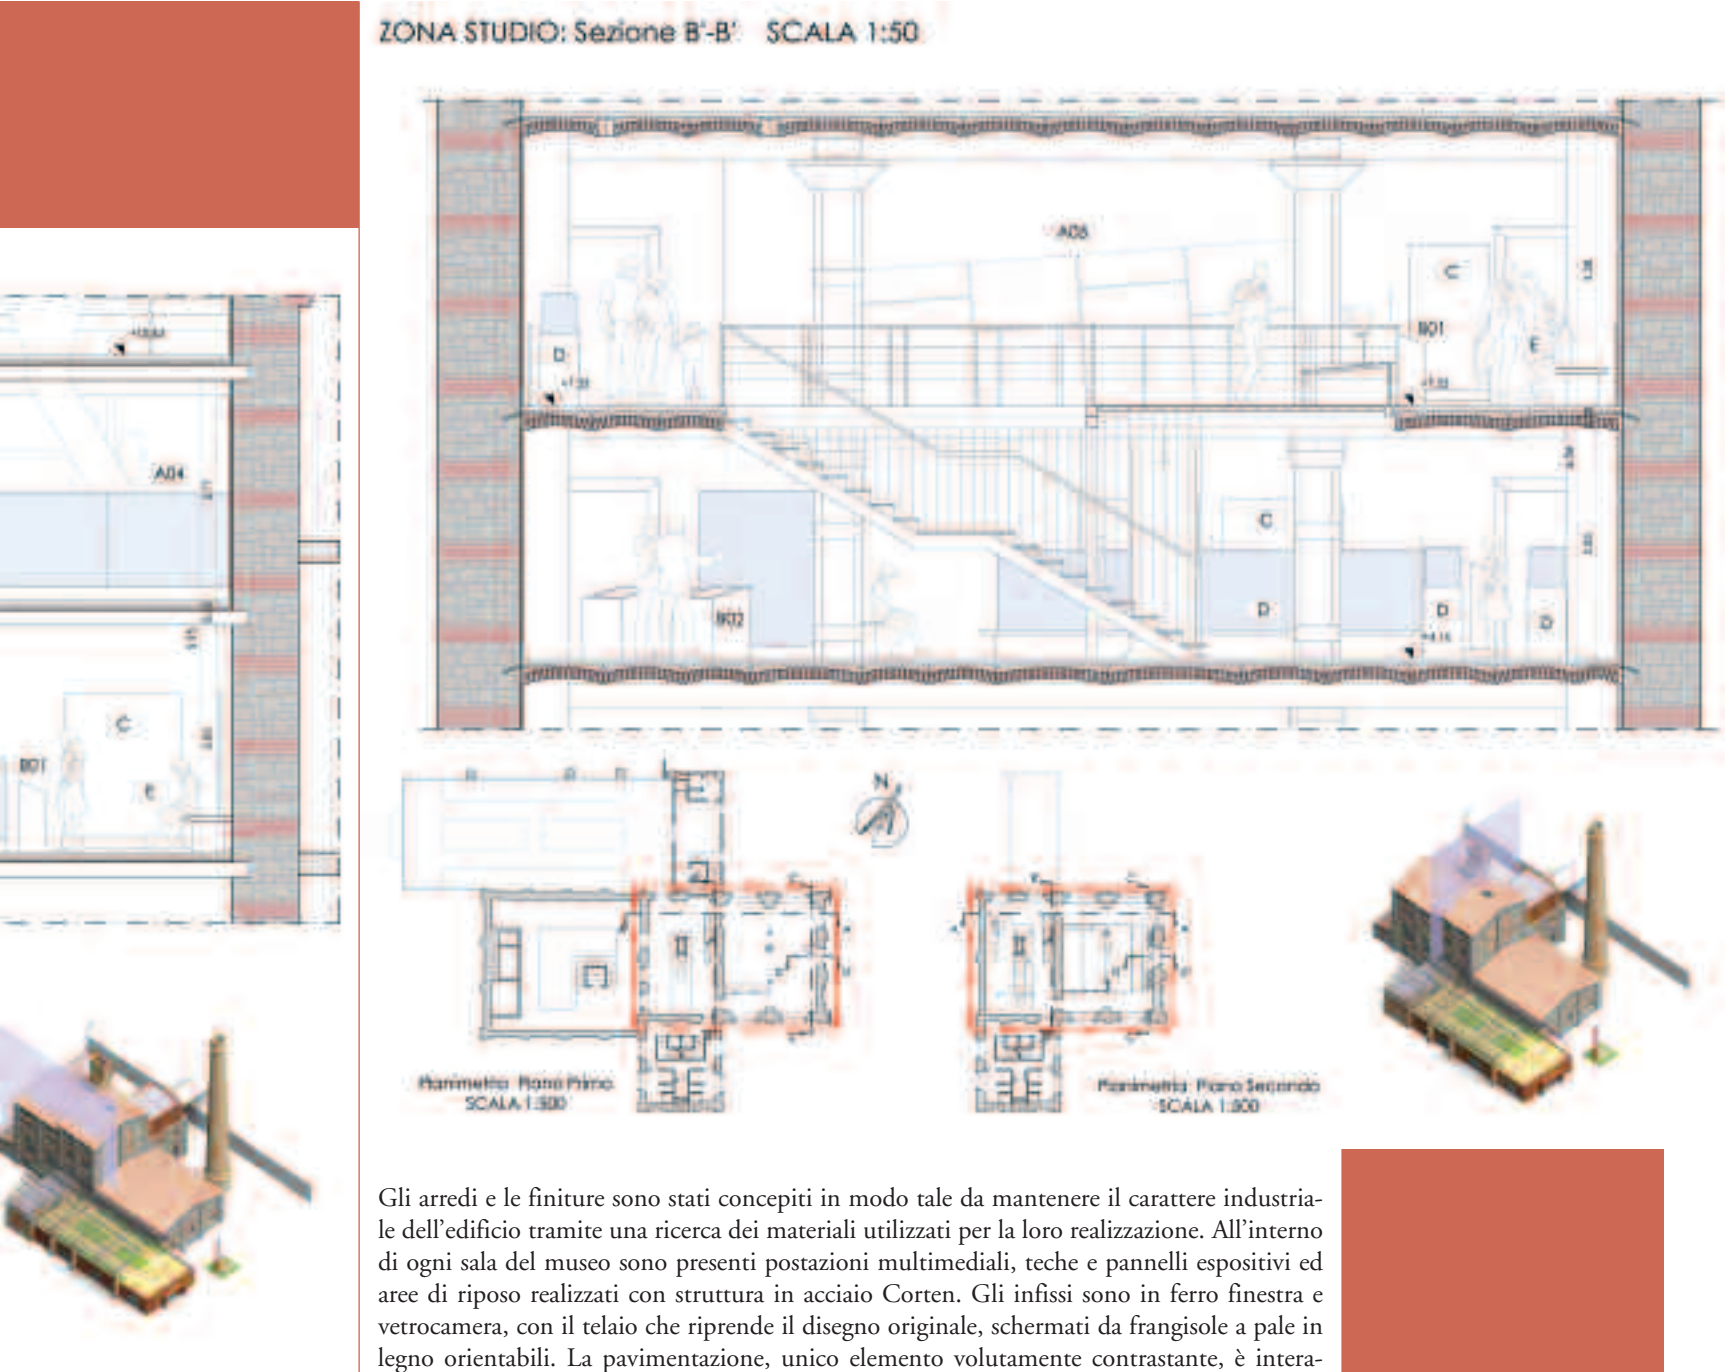 ZONA STUDIO: Sezione B'-B' SCALA 1:50
A05
C
B01
E
D
A04
C
B02
D
D
D
C
B01
E
N
Planimetria Piano Primo
SCALA 1:500
Planimetria Piano Secondo
SCALA 1:500
Gli arredi e le finiture sono stati concepiti in modo tale da mantenere il carattere industria-
le dell'edificio tramite una ricerca dei materiali utilizzati per la loro realizzazione. All'interno
di ogni sala del museo sono presenti postazioni multimediali, teche e pannelli espositivi ed
aree di riposo realizzati con struttura in acciaio Corten. Gli infissi sono in ferro finestra e
vetrocamera, con il telaio che riprende il disegno originale, schermati da frangisole a pale in
legno orientabili. La pavimentazione, unico elemento volutamente contrastante, è intera-